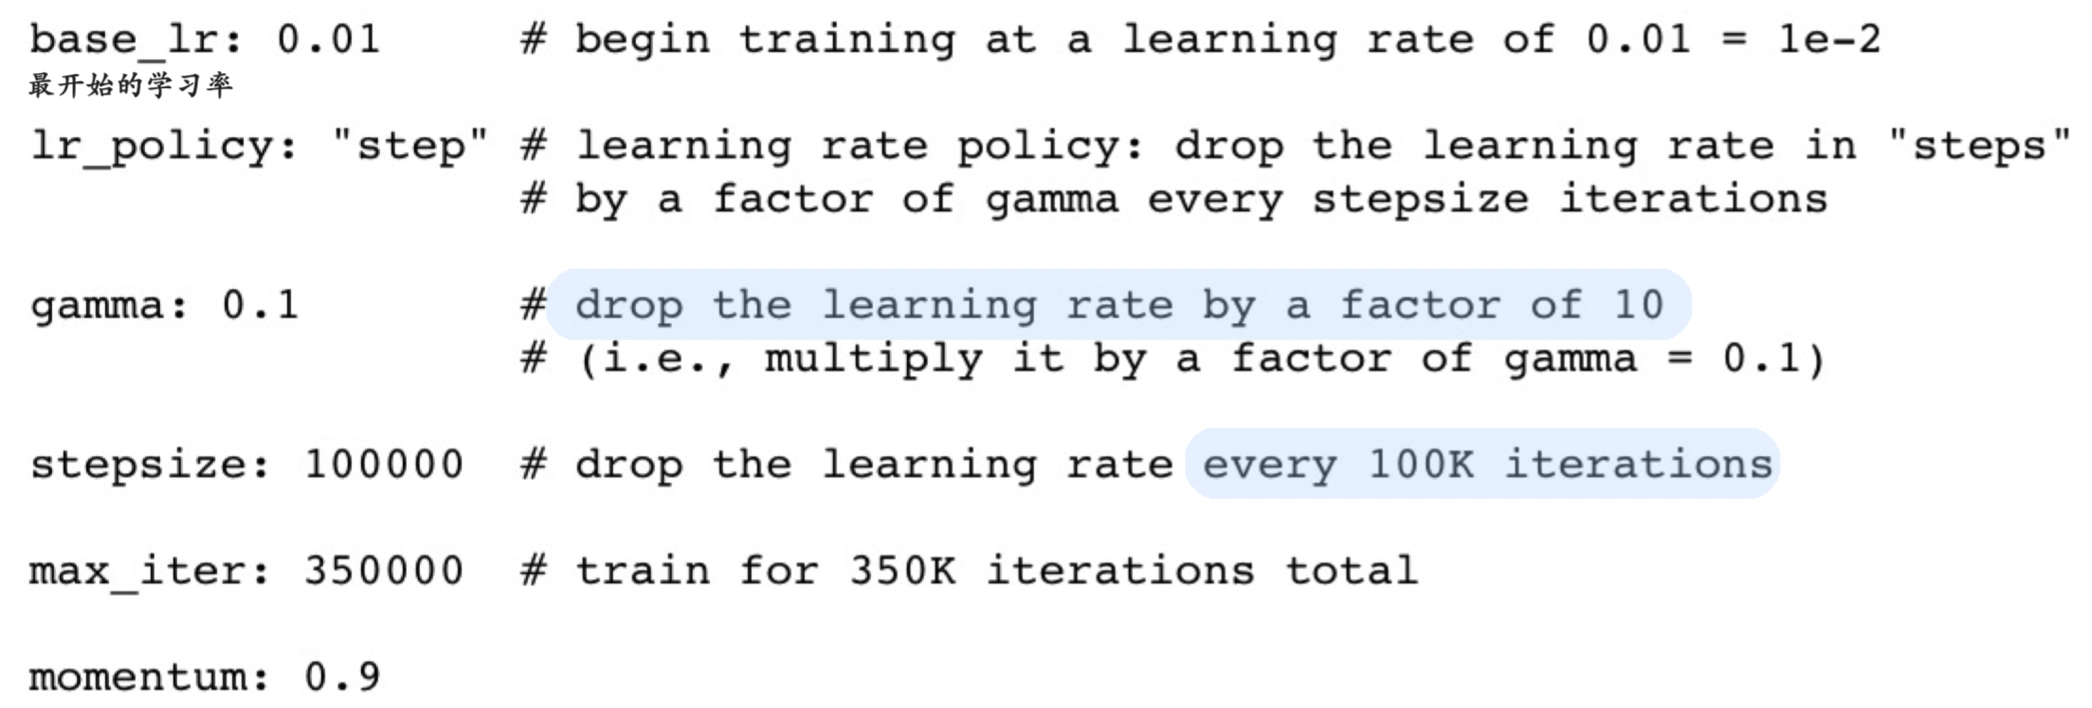 base_lr: 0.01 # begin training at a learning rate of 0.01 = 1e-2
最开始的学习率
lr_policy: "step" # learning rate policy: drop the learning rate in "steps"
# by a factor of gamma every stepsize iterations
gamma: 0.1 # drop the learning rate by a factor of 10
# (i.e., multiply it by a factor of gamma = 0.1)
stepsize: 100000 # drop the learning rate every 100K iterations
max_iter: 350000 # train for 350K iterations total
momentum: 0.9